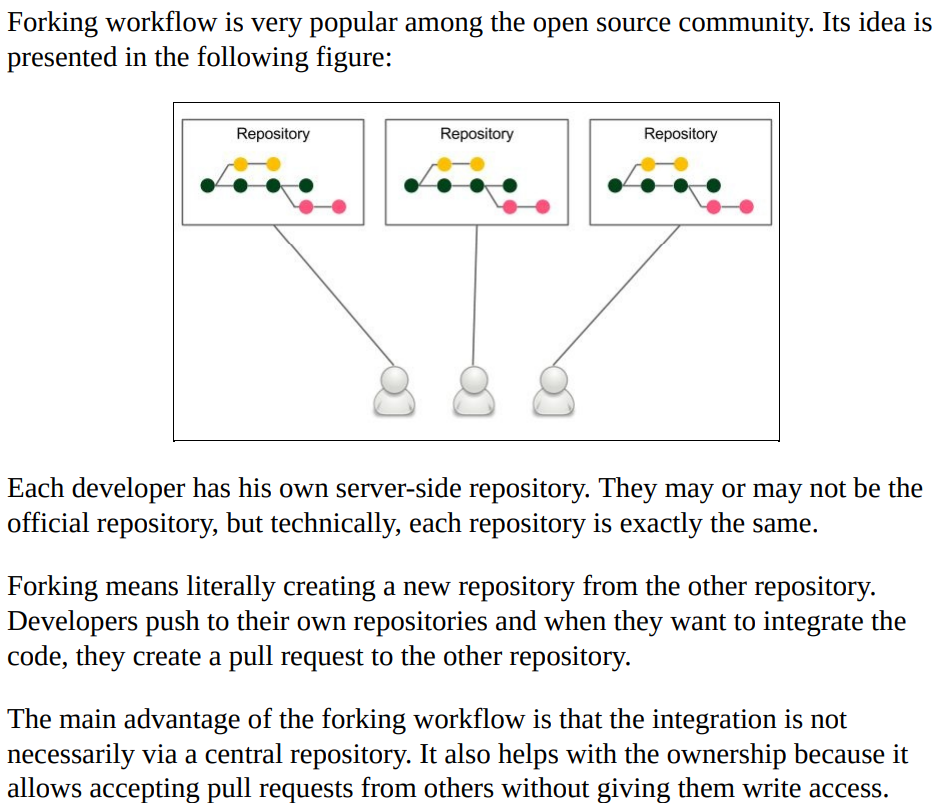 Forking workflow is very popular among the open source community. Its idea is
presented in the following figure:
Repository
Repository
Repository
Each developer has his own server-side repository. They may or may not be the
official repository, but technically, each repository is exactly the same.
Forking means literally creating a new repository from the other repository.
Developers push to their own repositories and when they want to integrate the
code, they create a pull request to the other repository.
The main advantage of the forking workflow is that the integration is not
necessarily via a central repository. It also helps with the ownership because it
allows accepting pull requests from others without giving them write access.